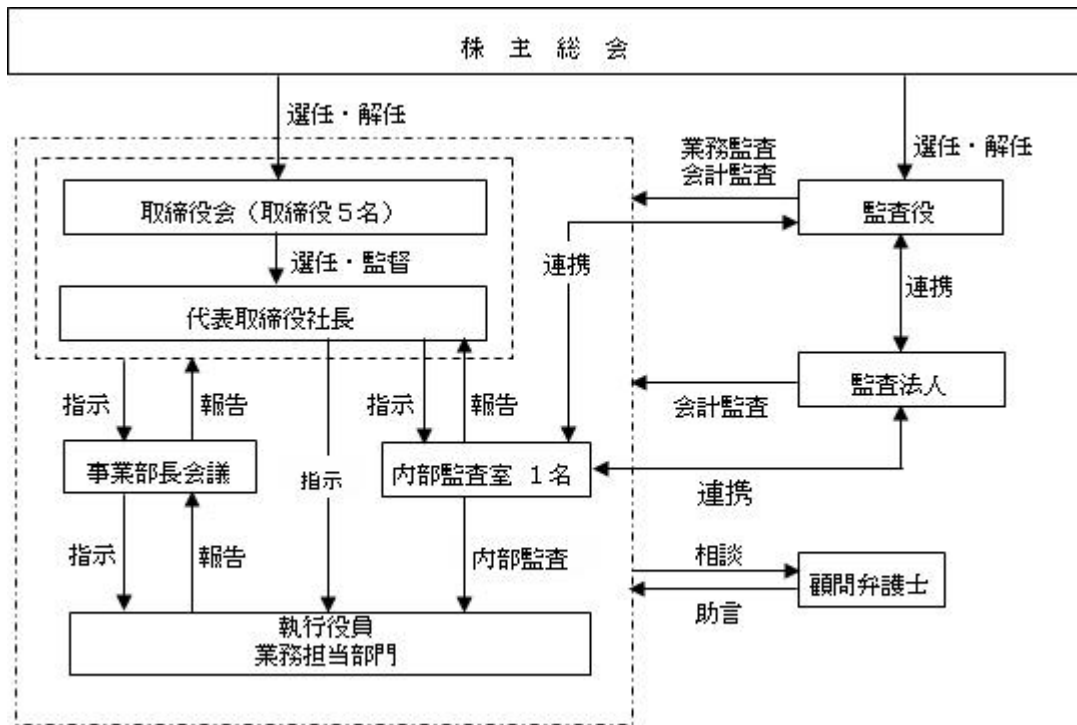 株主総会
選任・解任
選任・解任
業務監査
会計監査
取締役会（取締役５名）
監査役
選任・監督
連携
連携
代表取締役社長
監査法人
会計監査
指示
報告
指示
報告
事業部長会議
指示
内部監査室 １名
連携
指示
報告
内部監査
相談
顧問弁護士
助言
執行役員
業務担当部門